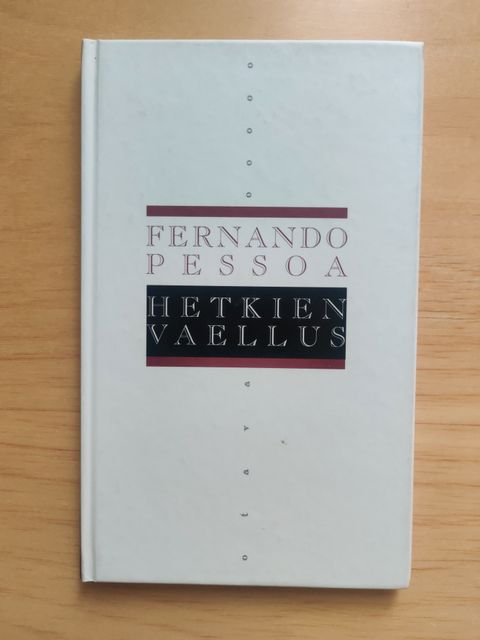 FERNANDO
PESSOA
HETKIEN
VAELLUS
otava